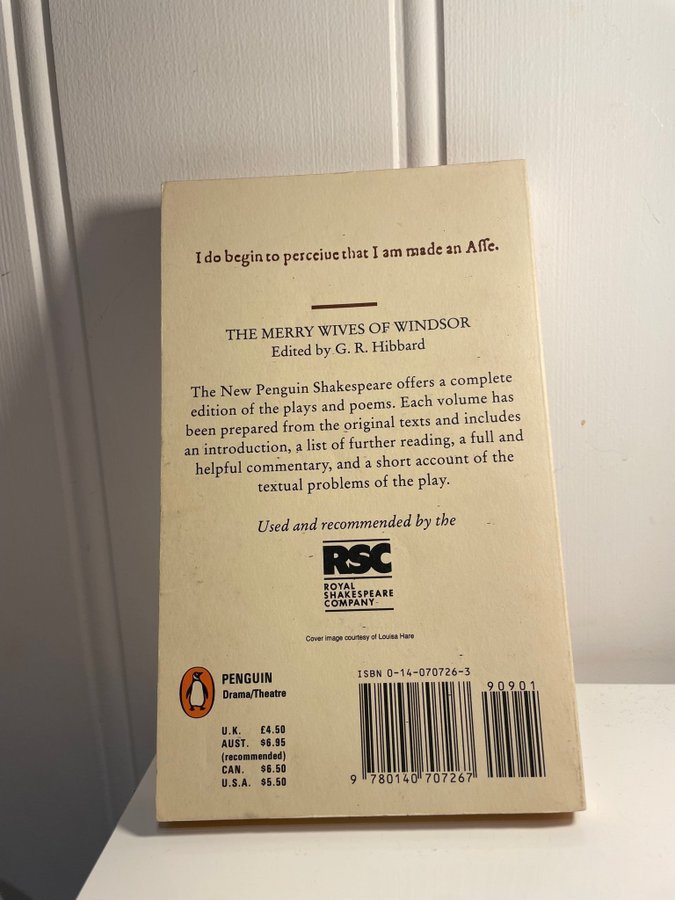 I do begin to perceiue that I am made an Aſſe.
THE MERRY WIVES OF WINDSOR
Edited by G. R. Hibbard
The New Penguin Shakespeare offers a complete
edition of the plays and poems. Each volume has
been prepared from the original texts and includes
an introduction, a list of further reading, a full and
helpful commentary, and a short account of the
textual problems of the play.
Used and recommended by the
RSC
ROYAL
SHAKESPEARE
COMPANY
Cover image courtesy of Louisa Hare
PENGUIN
Drama/Theatre
U.K. £4.50
AUST. $6.95
(recommended)
CAN. $6.50
U.S.A. $5.50
ISBN 0-14-070726-3
90901
9 780140 707267